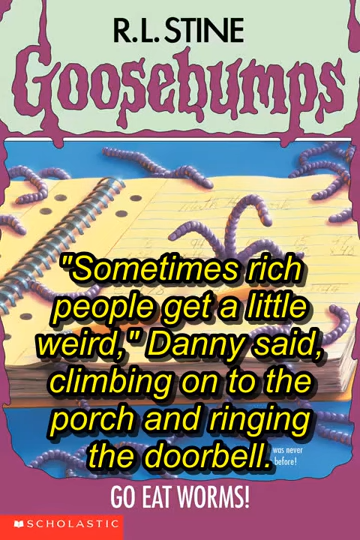 R.L. STINE
Goosebumps
"Sometimes rich
people get a little
weird," Danny said,
climbing on to the
porch and ringing
the doorbell.
was never
before!
GO EAT WORMS!
SCHOLASTIC